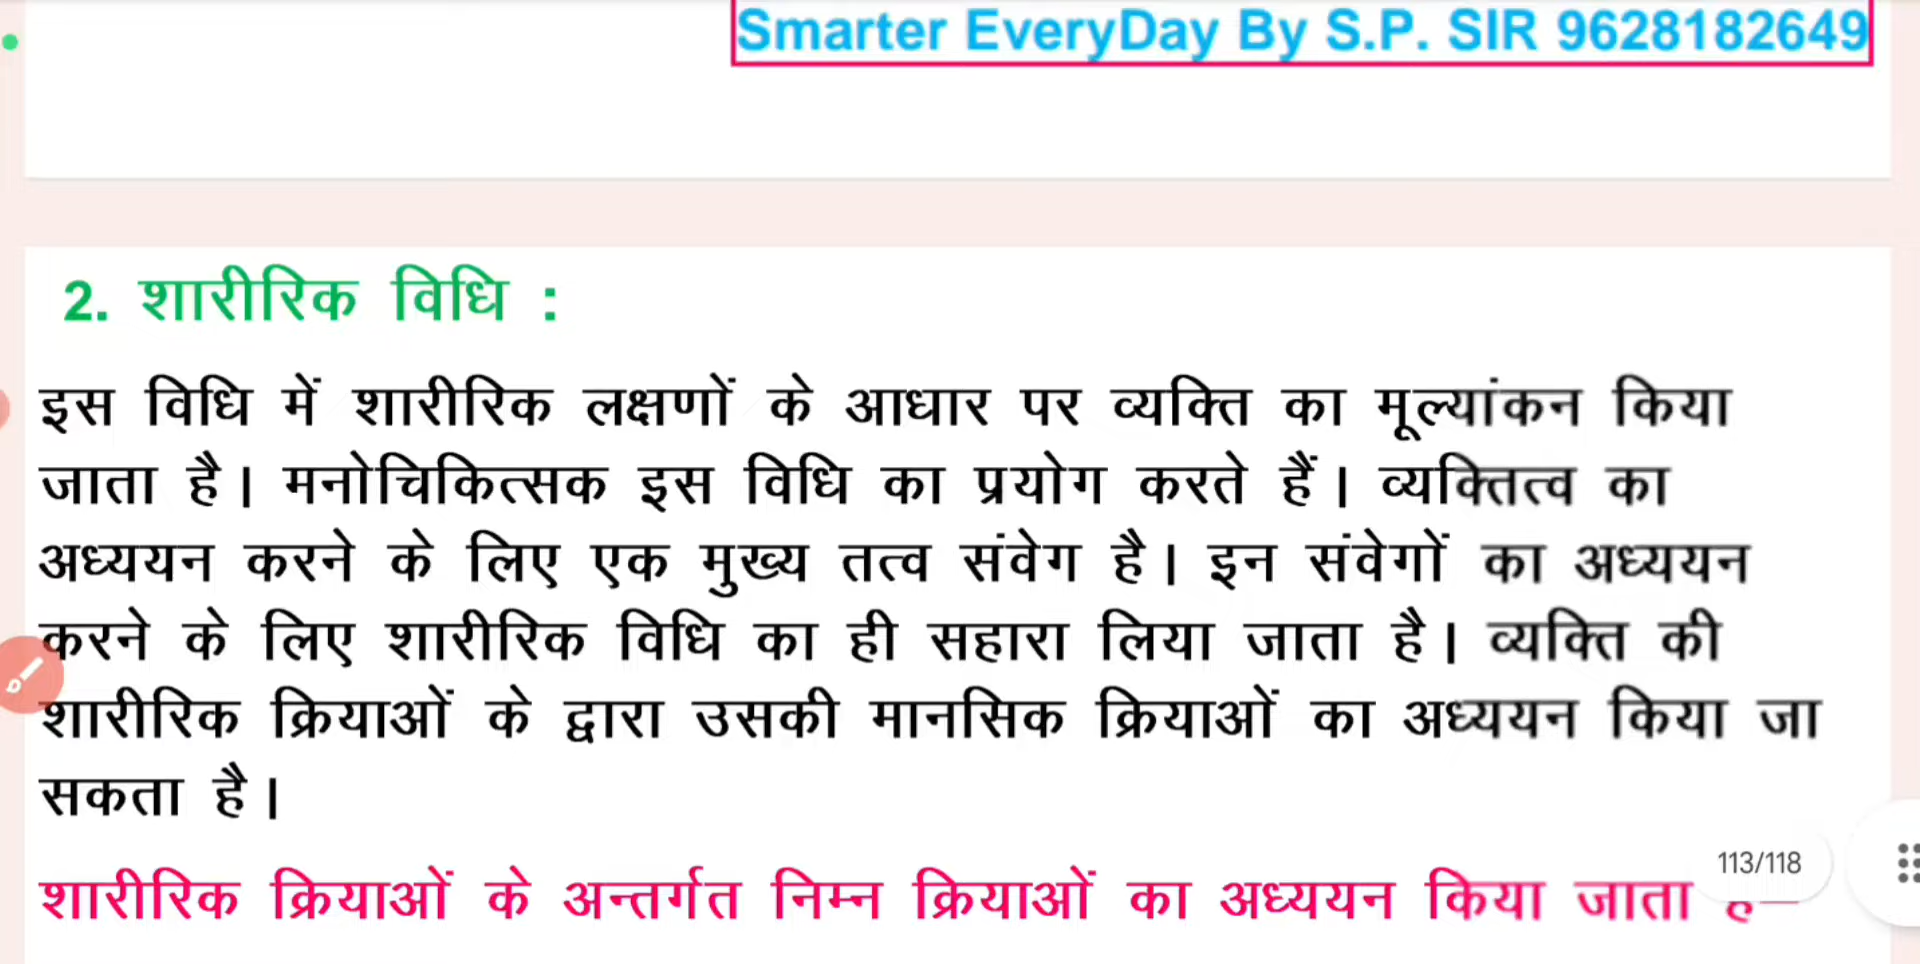 Smarter EveryDay By S.P. SIR 9628182649
2. शारीरिक विधि :
इस विधि में शारीरिक लक्षणों के आधार पर व्यक्ति का मूल्यांकन किया
जाता है। मनोचिकित्सक इस विधि का प्रयोग करते हैं। व्यक्तित्व का
अध्ययन करने के लिए एक मुख्य तत्व संवेग है। इन संवेगों का अध्ययन
करने के लिए शारीरिक विधि का ही सहारा लिया जाता है। व्यक्ति की
शारीरिक क्रियाओं के द्वारा उसकी मानसिक क्रियाओं का अध्ययन किया जा
सकता है।
113/118
शारीरिक क्रियाओं के अन्तर्गत निम्न क्रियाओं का अध्ययन किया जाता